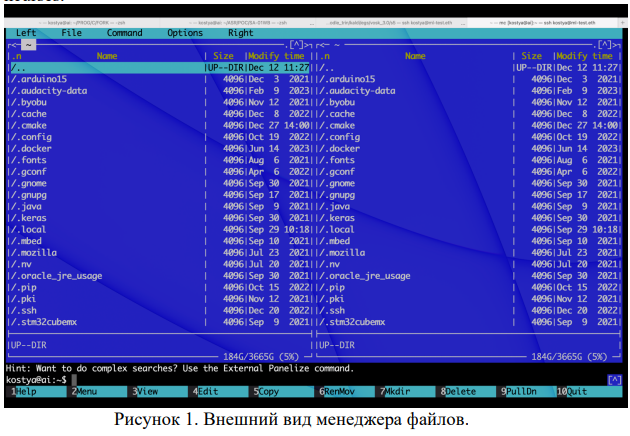 kostya@ai: ~/PROG/C/FORK — -zsh
Left File Command Options Right
.[^]>
.n Name | Size |Modify time
/.. |UP--DIR|Dec 12 11:27
/.arduino15 | 4096|Dec 3 2021
/.audacity-data | 4096|Feb 9 2023
/.byobu | 4096|Nov 12 2021
/.cache | 4096|Dec 8 2022
/.cmake | 4096|Dec 27 14:00
/.config | 4096|Oct 19 2022
/.docker | 4096|Jun 14 2023
/.fonts | 4096|Aug 6 2021
/.gconf | 4096|Apr 6 2022
/.gnome | 4096|Sep 30 2021
/.gnupg | 4096|Sep 17 2021
/.java | 4096|Sep 9 2021
/.keras | 4096|Sep 30 2021
/.local | 4096|Sep 29 10:18
/.mbed | 4096|Sep 10 2021
/.mozilla | 4096|Jul 23 2021
/.nv | 4096|Jul 20 2021
/.oracle_jre_usage | 4096|Sep 30 2021
/.pip | 4096|Oct 15 2022
/.pki | 4096|Nov 12 2021
/.ssh | 4096|Dec 20 2022
/.stm32cubemx | 4096|Sep 9 2021
UP--DIR
184G/3665G (5%)
.[^]>
.n Name | Size |Modify time
/.. |UP--DIR|Dec 12 11:27
/.arduino15 | 4096|Dec 3 2021
/.audacity-data | 4096|Feb 9 2023
/.byobu | 4096|Nov 12 2021
/.cache | 4096|Dec 8 2022
/.cmake | 4096|Dec 27 14:00
/.config | 4096|Oct 19 2022
/.docker | 4096|Jun 14 2023
/.fonts | 4096|Aug 6 2021
/.gconf | 4096|Apr 6 2022
/.gnome | 4096|Sep 30 2021
/.gnupg | 4096|Sep 17 2021
/.java | 4096|Sep 9 2021
/.keras | 4096|Sep 30 2021
/.local | 4096|Sep 29 10:18
/.mbed | 4096|Sep 10 2021
/.mozilla | 4096|Jul 23 2021
/.nv | 4096|Jul 20 2021
/.oracle_jre_usage | 4096|Sep 30 2021
/.pip | 4096|Oct 15 2022
/.pki | 4096|Nov 12 2021
/.ssh | 4096|Dec 20 2022
/.stm32cubemx | 4096|Sep 9 2021
UP--DIR
184G/3665G (5%)
Hint: Want to do complex searches? Use the External Panelize command.
kostya@ai:~$ [^]
1Help 2Menu 3View 4Edit 5Copy 6RenMov 7Mkdir 8Delete 9PullDn 10Quit
Рисунок 1. Внешний вид менеджера файлов.